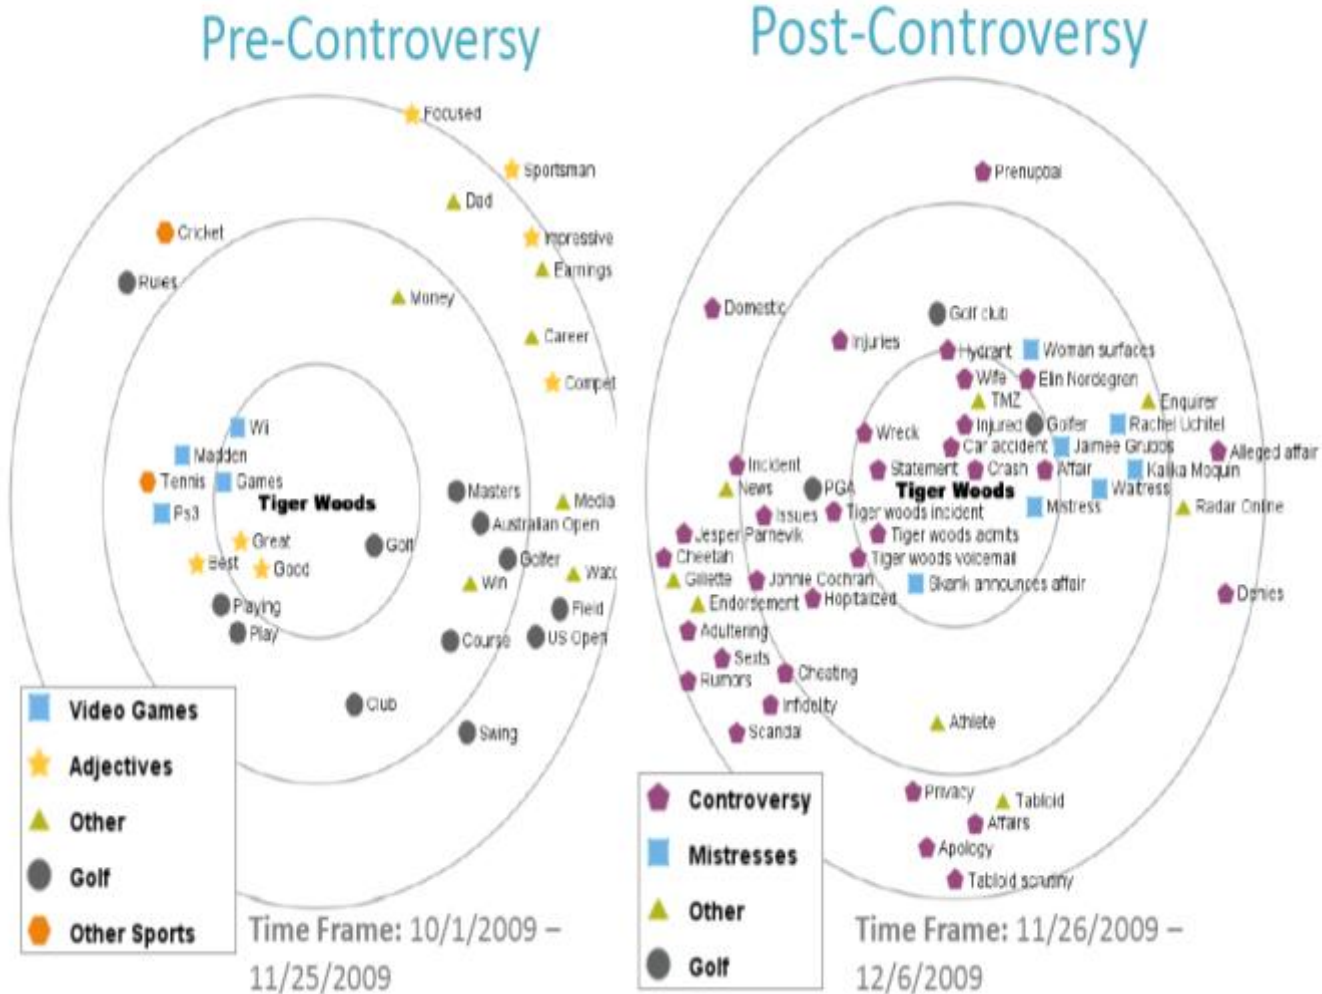 Pre-Controversy
Focused
Sportsman
Dad
Cricket
Impressive
Earnings
Rules
Money
Career
Compet
Wii
Madden
Tennis
Games
Masters
Tiger Woods
Media
Ps3
Australian Open
Great
Golf
Golfer
Best
Good
Win
Watc
Playing
Field
Play
Course
US Open
Club
Swing
Video Games
Adjectives
Other
Golf
Other Sports
Time Frame: 10/1/2009 –
11/25/2009
Post-Controversy
Prenuptial
Domestic
Golf club
Injuries
Hydrant
Woman surfaces
Wife
Elin Nordegren
TMZ
Enquirer
Injured
Golfer
Rachel Uchitel
Wreck
Car accident
Jaimee Grubbs
Alleged affair
Incident
Statement
Crash
Affair
Kalika Moquin
News
PGA
Tiger Woods
Waitress
Issues
Tiger woods incident
Mistress
Radar Online
Jesper Parnevik
Tiger woods admits
Cheetah
Tiger woods voicemail
Gillette
Jonnie Cochran
Skank announces affair
Endorsement
Hoptalized
Denies
Adultering
Sexts
Cheating
Rumors
Infidelity
Scandal
Athlete
Privacy
Tabloid
Affairs
Apology
Tabloid scrutiny
Controversy
Mistresses
Other
Golf
Time Frame: 11/26/2009 –
12/6/2009